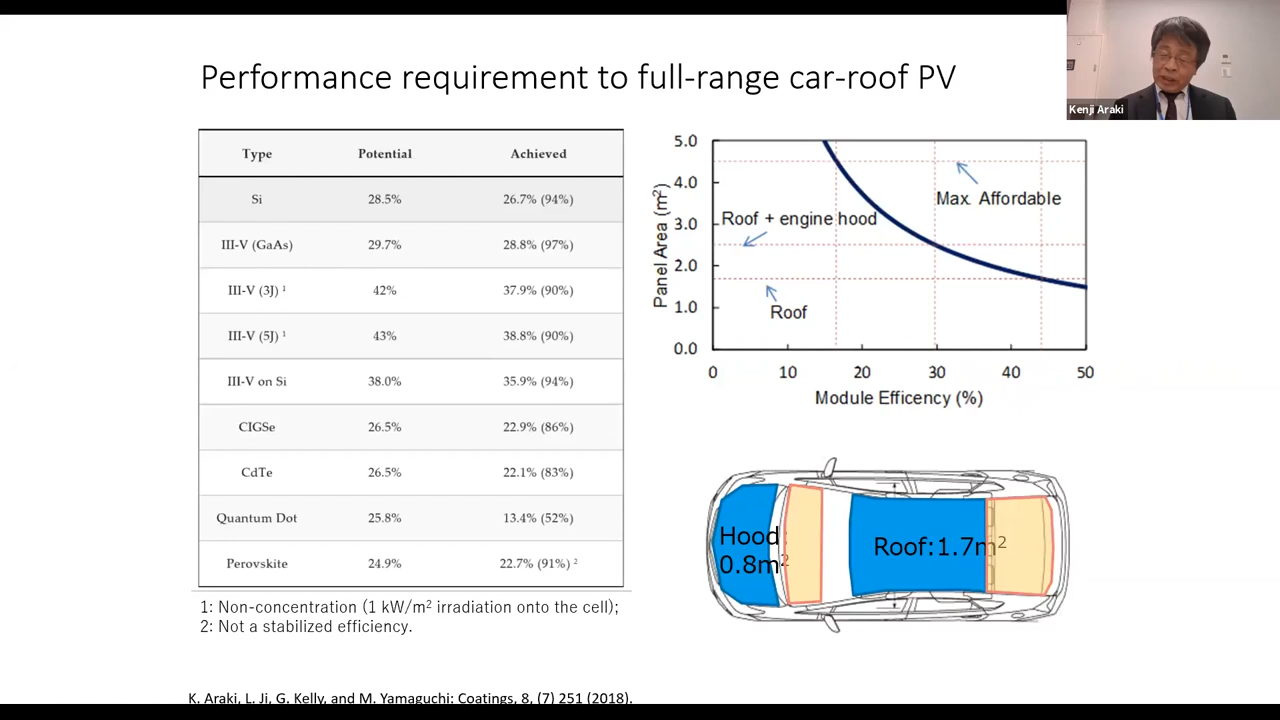 Performance requirement to full-range car-roof PV
Kenji Araki
Type Potential Achieved
Si 28.5% 26.7% (94%)
III-V (GaAs) 29.7% 28.8% (97%)
III-V (3J) ¹ 42% 37.9% (90%)
III-V (5J) ¹ 43% 38.8% (90%)
III-V on Si 38.0% 35.9% (94%)
CIGSe 26.5% 22.9% (86%)
CdTe 26.5% 22.1% (83%)
Quantum Dot 25.8% 13.4% (52%)
Perovskite 24.9% 22.7% (91%) ²
1: Non-cocentration (1 kW/m² irradiation onto the cell);
2: Not a stabilized efficiency.
Panel Area (m²)
5.0
4.0
3.0
2.0
1.0
0.0
Max. Affordable
Roof + engine hood
Roof
0 10 20 30 40 50
Module Efficency (%)
Hood:
0.8m²
Roof:1.7m²
K. Araki, L. Ji, G. Kelly, and M. Yamaguchi: Coatings, 8, (7) 251 (2018).